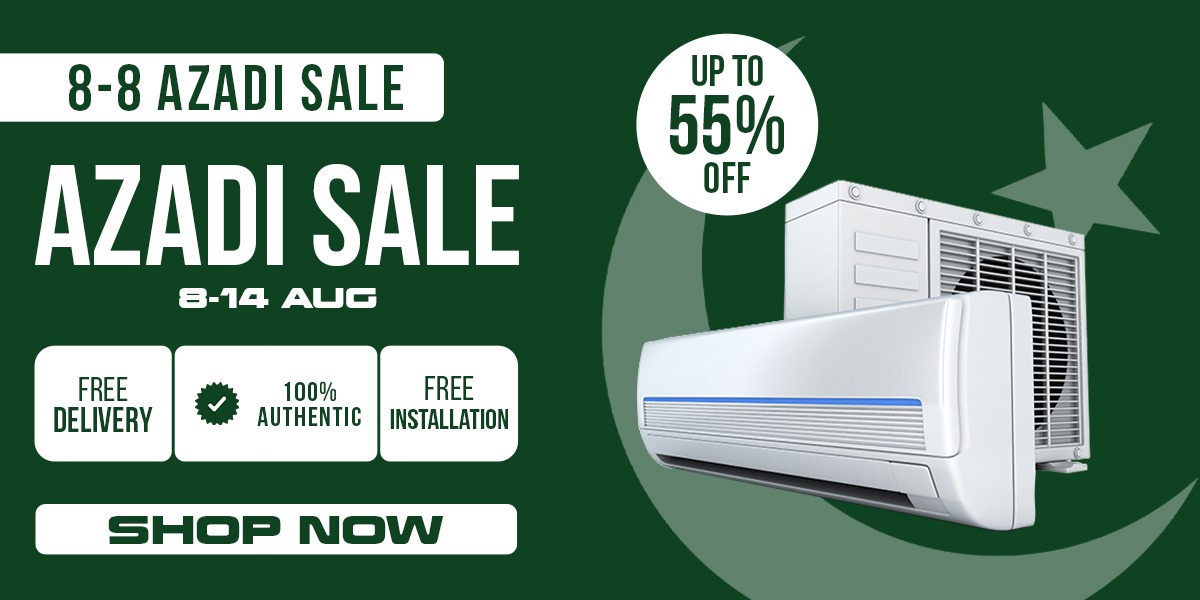 8-8 AZADI SALE
AZADI SALE
8-14 AUG
FREE
DELIVERY
100%
AUTHENTIC
FREE
INSTALLATION
SHOP NOW
UP TO
55%
OFF